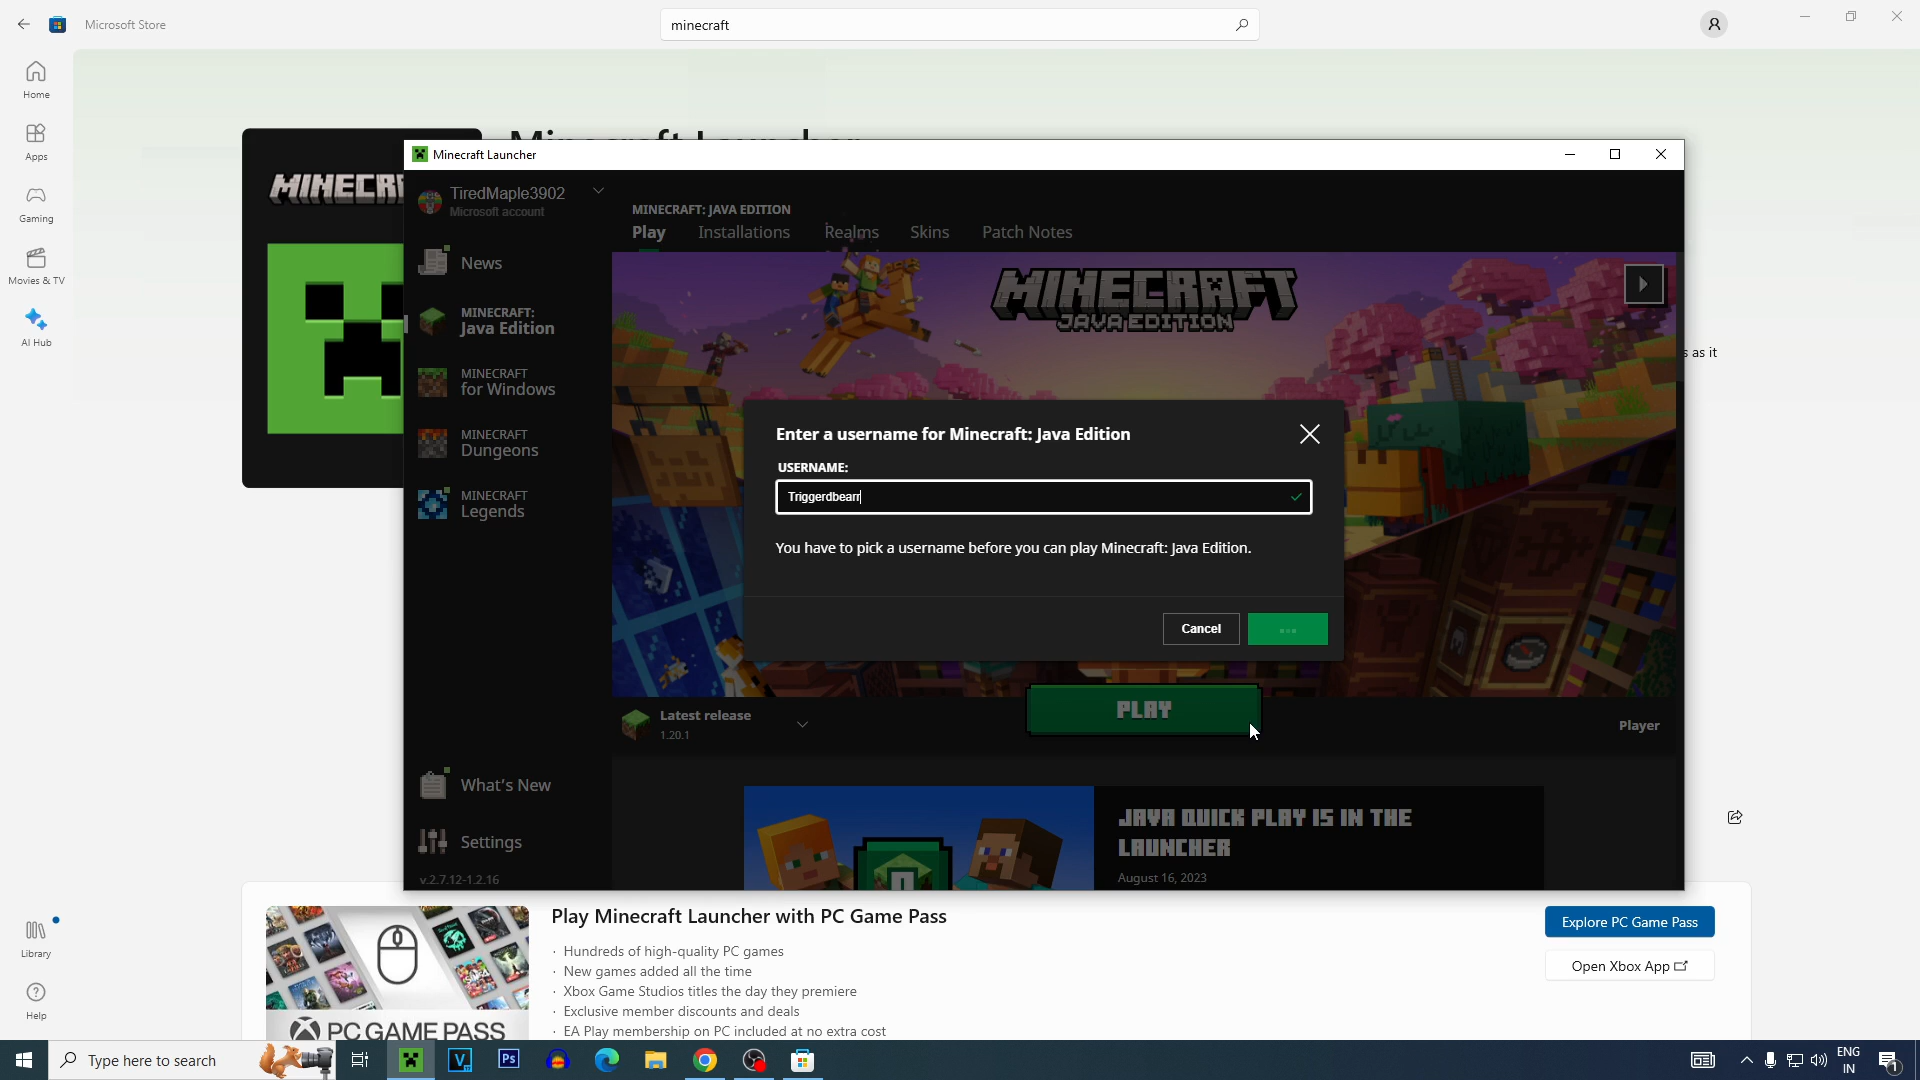 Microsoft Store
minecraft
Home
Apps
Gaming
Movies & TV
AI Hub
Library
Help
Minecraft Launcher
TiredMaple3902
Microsoft account
News
MINECRAFT:
Java Edition
MINECRAFT
for Windows
MINECRAFT
Dungeons
MINECRAFT
Legends
What's New
Settings
v.2.7.12-1.2.16
MINECRAFT: JAVA EDITION
Play Installations Realms Skins Patch Notes
MINECRAFT
JAVA EDITION
Enter a username for Minecraft: Java Edition
USERNAME:
Triggerdbearr
You have to pick a username before you can play Minecraft: Java Edition.
Cancel
Latest release
1.20.1
PLAY
Player
JAVA QUICK PLAY IS IN THE
LAUNCHER
August 16, 2023
s as it
Play Minecraft Launcher with PC Game Pass
· Hundreds of high-quality PC games
· New games added all the time
· Xbox Game Studios titles the day they premiere
· Exclusive member discounts and deals
· EA Play membership on PC included at no extra cost
PC GAME PASS
Explore PC Game Pass
Open Xbox App
Type here to search
Ps
ENG
IN
1